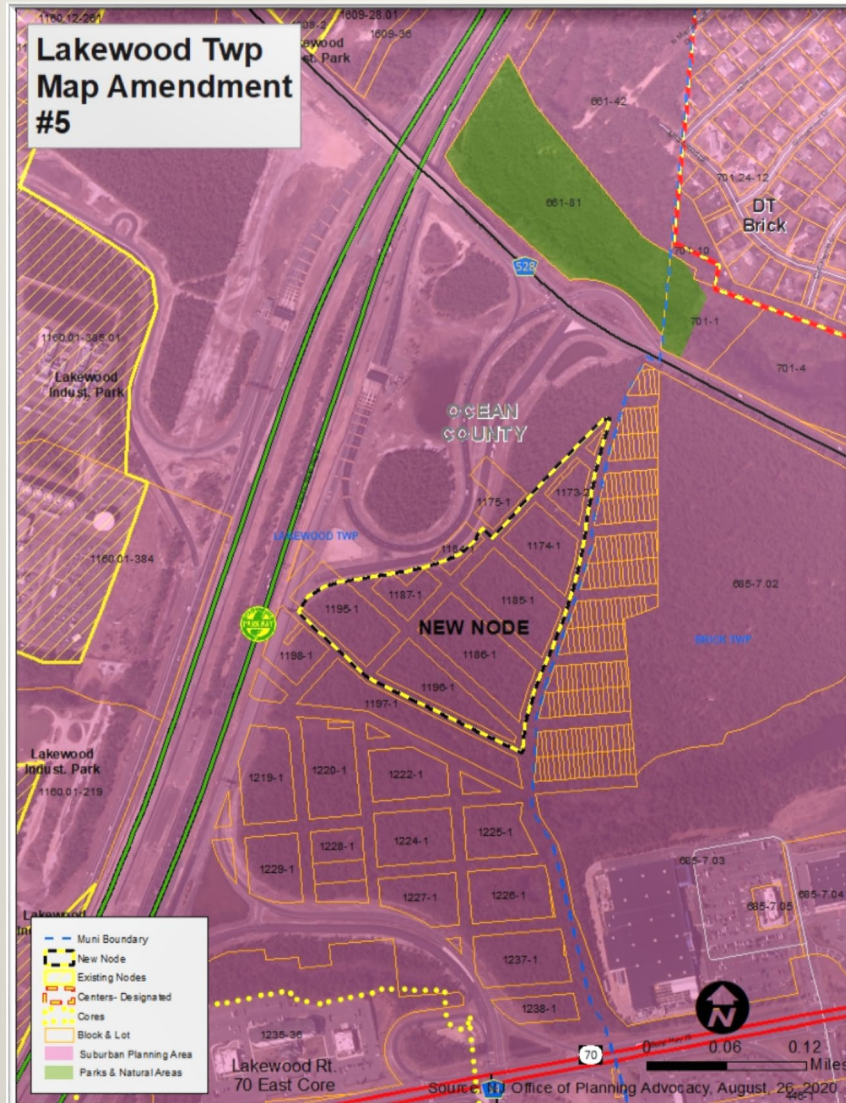 Lakewood Twp
Map Amendment
#5
1160.12-261
1609-28.01
1609-36
661-42
701.24-12
DT
Brick
661-81
701-10
528
701-1
701-4
1160.01-385.01
Lakewood
Indust. Park
OCEAN
COUNTY
1175-1
1173-2
LAKEWOOD TWP
1174-1
1160.01-384
1187-1
1185-1
1195-1
685-7.02
NEW NODE
BRICK TWP
PARKWAY
1186-1
1198-1
1196-1
1197-1
Lakewood
Indust. Park
1160.01-219
1219-1
1220-1
1222-1
1225-1
1228-1
1224-1
1229-1
1227-1
1226-1
685-7.03
685-7.04
685-7.05
Lakewood
1237-1
1238-1
Muni Boundary
New Node
Existing Nodes
Centers- Designated
Cores
Block & Lot
Suburban Planning Area
Parks & Natural Areas
1235-36
N
70
0 0.06 0.12
Miles
Lakewood Rt.
70 East Core
Source: NJ Office of Planning Advocacy, August, 26, 2020